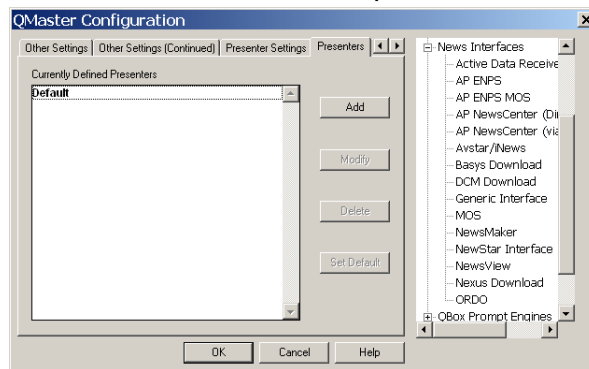 QMaster Configuration
Other Settings Other Settings (Continued) Presenter Settings Presenters
Currently Defined Presenters
Default
Add
Modify
Delete
Set Default
OK Cancel Help
News Interfaces
Active Data Receive
AP ENPS
AP ENPS MOS
AP NewsCenter (Di
AP NewsCenter (via
Avstar/iNews
Basys Download
DCM Download
Generic Interface
MOS
NewsMaker
NewStar Interface
NewsView
Nexus Download
ORDO
QBox Prompt Engines